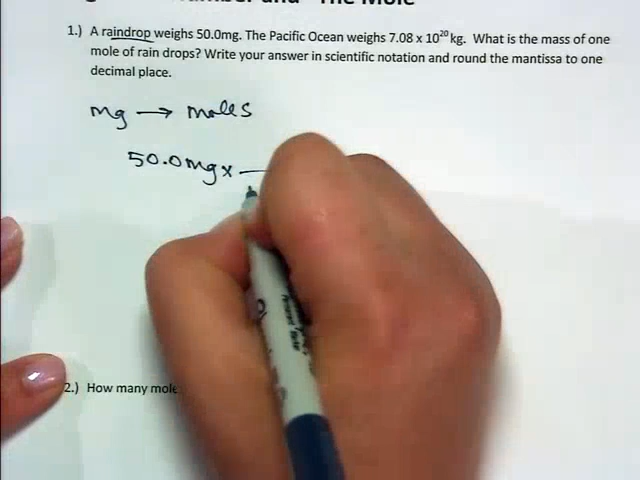 1.) A raindrop weighs 50.0mg. The Pacific Ocean weighs 7.08 x 10²⁰ kg. What is the mass of one
mole of rain drops? Write your answer in scientific notation and round the mantissa to one
decimal place.
mg → moles
50.0mg x
2.) How many mole